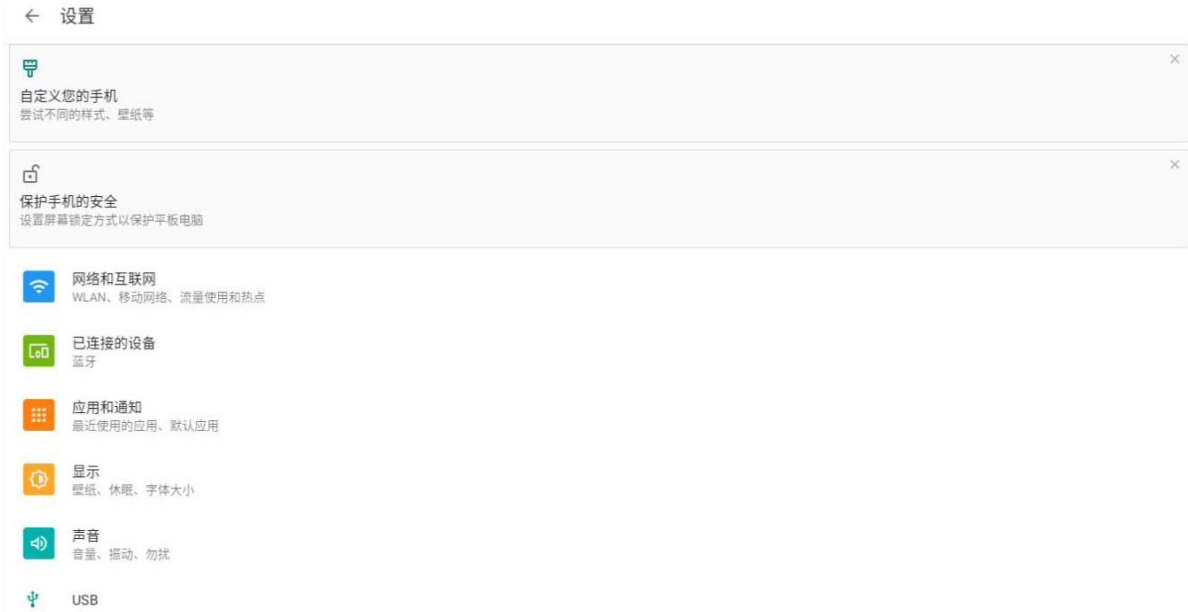 设置
自定义您的手机
尝试不同的样式、壁纸等
保护手机的安全
设置屏幕锁定方式以保护平板电脑
网络和互联网
WLAN、移动网络、流量使用和热点
已连接的设备
蓝牙
应用和通知
最近使用的应用、默认应用
显示
壁纸、休眠、字体大小
声音
音量、振动、勿扰
USB